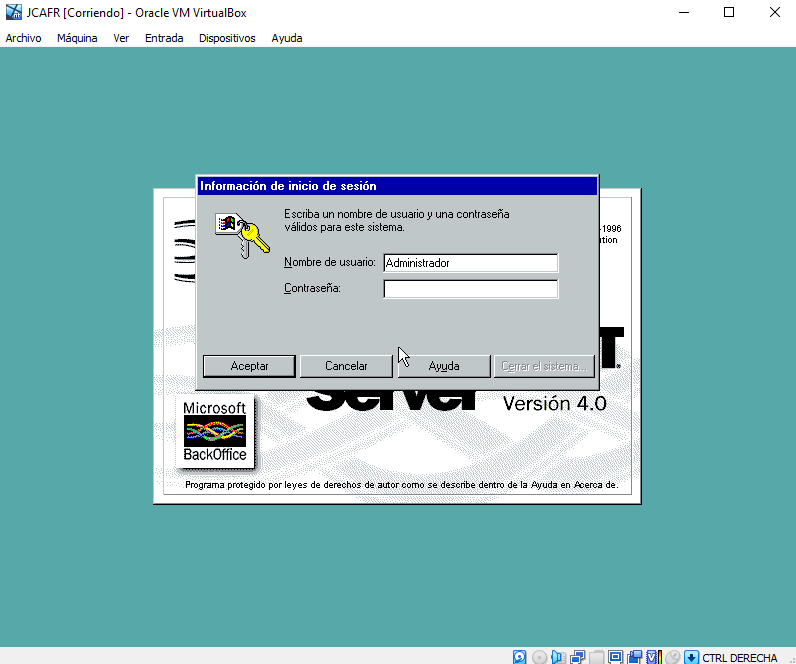 JCAFR [Corriendo] - Oracle VM VirtualBox
Archivo Máquina Ver Entrada Dispositivos Ayuda
Información de inicio de sesión
Escriba un nombre de usuario y una contraseña
válidos para este sistema.
Nombre de usuario: Administrador
Contraseña:
Aceptar Cancelar Ayuda Cerrar el sistema...
-1996
Server
Versión 4.0
Microsoft
BackOffice
Programa protegido por leyes de derechos de autor como se describe dentro de la Ayuda en Acerca de.
CTRL DERECHA